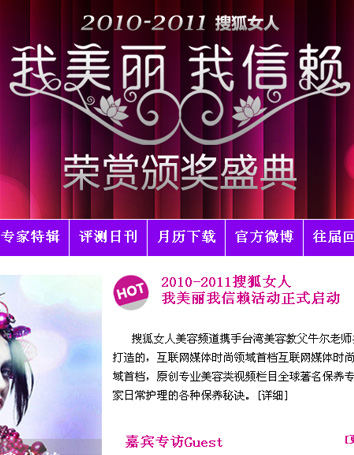 2010-2011 搜狐女人
我美丽 我信赖
荣赏颁奖盛典
专家特辑 评测日刊 月历下载 官方微博 往届回
HOT
2010-2011搜狐女人
我美丽我信赖活动正式启动
搜狐女人美容频道携手台湾美容教父牛尔老师
打造的，互联网媒体时尚领域首档互联网媒体时尚
域首档，原创专业美容类视频栏目全球著名保养专
家日常护理的各种保养秘诀。[详细]
嘉宾专访Guest